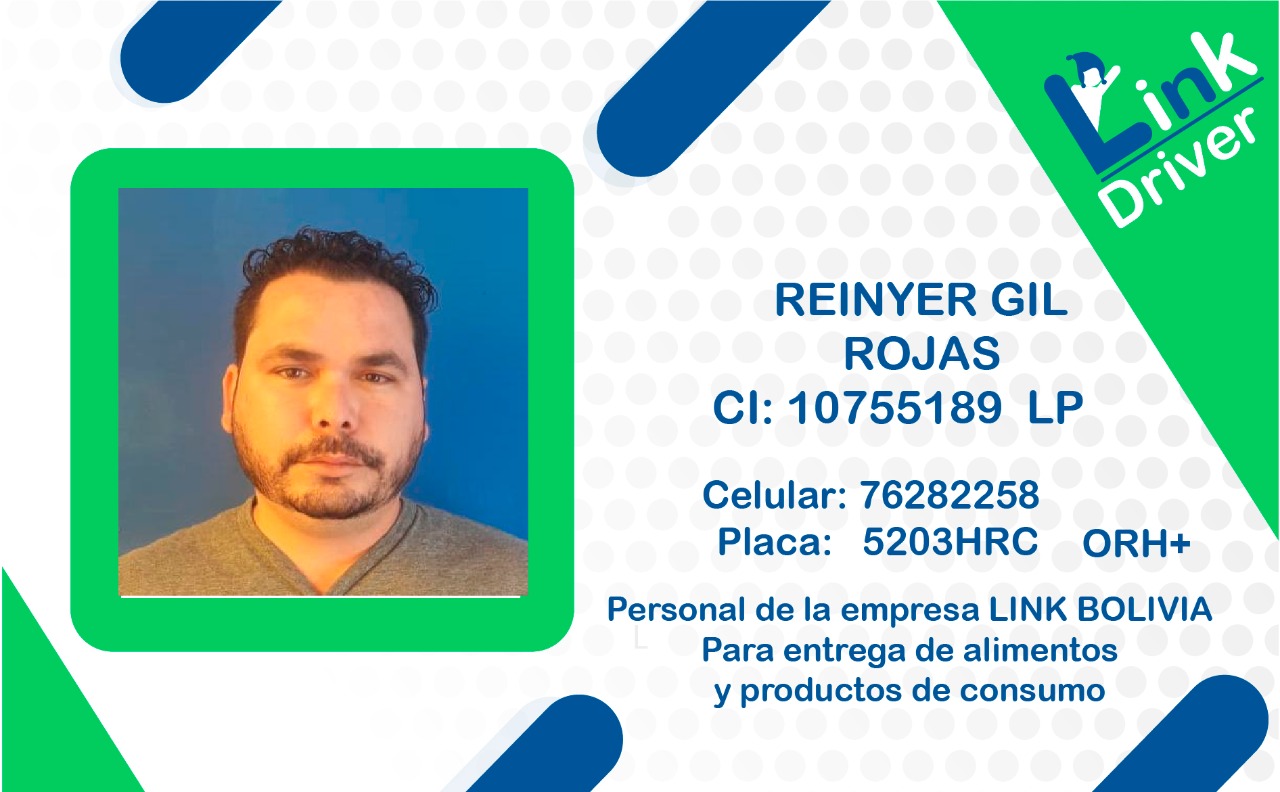 Link
Driver
REINYER GIL
ROJAS
CI: 10755189 LP
Celular: 76282258
Placa: 5203HRC ORH+
Personal de la empresa LINK BOLIVIA
L
Para entrega de alimentos
y productos de consumo